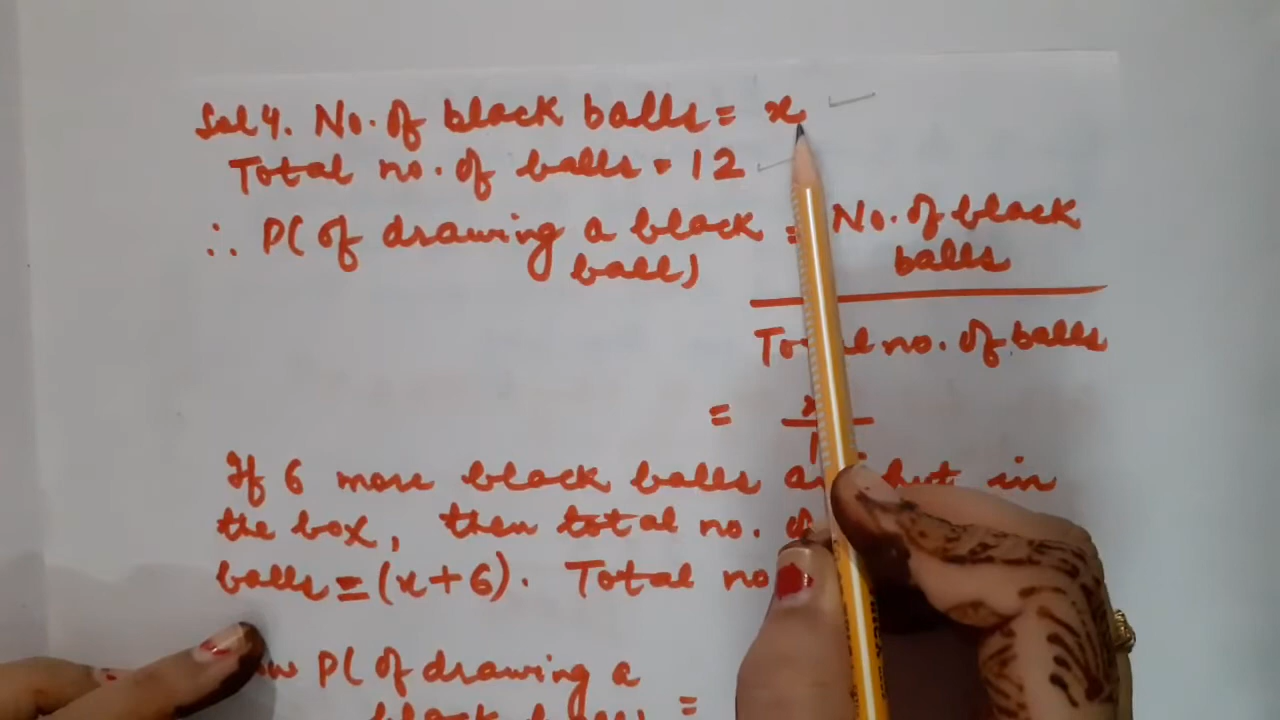 Sol 4. No. of black balls = x
Total no. of balls = 12
∴ P( of drawing a black ball) = No. of black balls
Total no. of balls
= x
If 6 more black balls put in
the box, then total no.
balls = (x+6). Total no
P( of drawing a
=